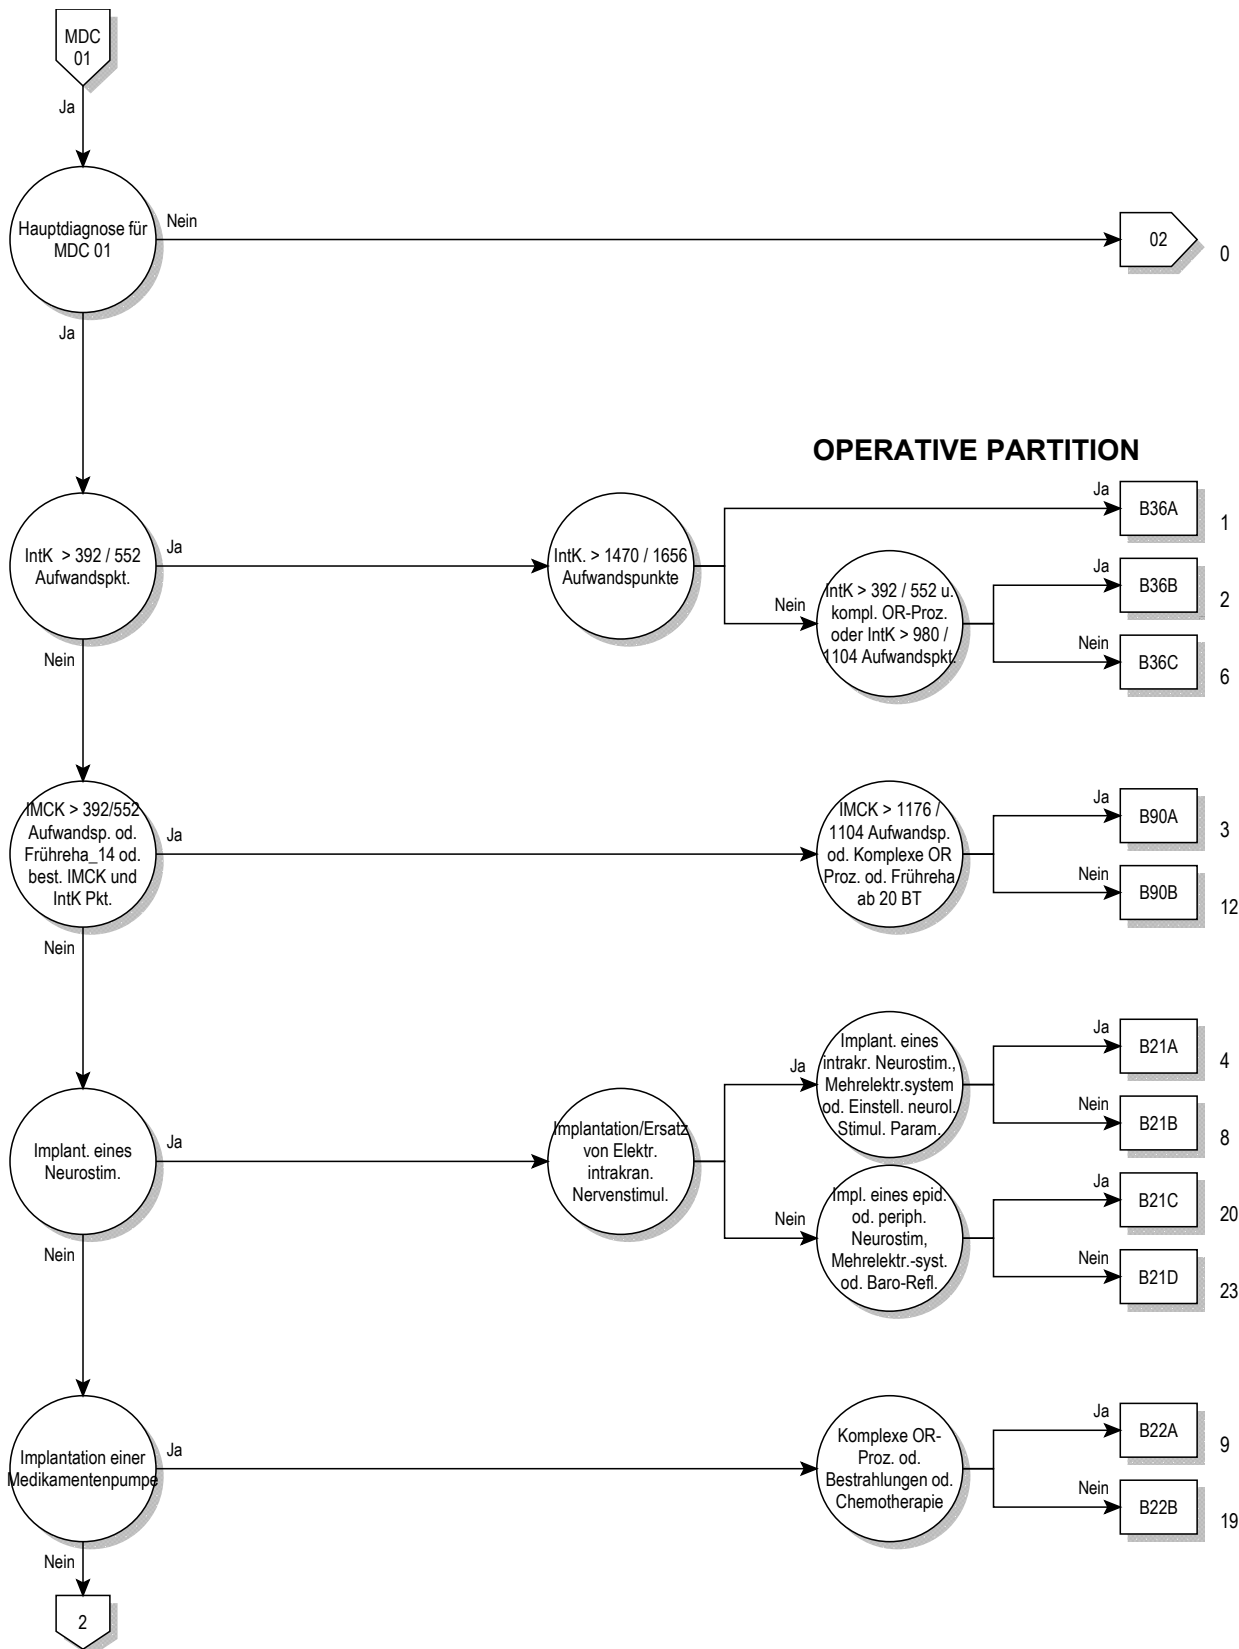 MDC
01
Ja
Hauptdiagnose für
MDC 01
Nein
02
0
Ja
OPERATIVE PARTITION
IntK > 392 / 552
Aufwandspkt.
Ja
IntK. > 1470 / 1656
Aufwandspunkte
Ja
B36A
1
Nein
IntK > 392 / 552 u.
kompl. OR-Proz.
oder IntK > 980 /
1104 Aufwandspkt.
Ja
B36B
2
Nein
B36C
6
Nein
IMCK > 392/552
Aufwandsp. od.
Frühreha_14 od.
best. IMCK und
IntK Pkt.
Ja
IMCK > 1176 /
1104 Aufwandsp.
od. Komplexe OR
Proz. od. Frühreha
ab 20 BT
Ja
B90A
3
Nein
B90B
12
Nein
Implant. eines
Neurostim.
Ja
Implantation/Ersatz
von Elektr.
intrakran.
Nervenstimul.
Ja
Implant. eines
intrakr. Neurostim.,
Mehrelektr.system
od. Einstell. neurol.
Stimul. Param.
Ja
B21A
4
Nein
B21B
8
Nein
Impl. eines epid.
od. periph.
Neurostim,
Mehrelektr.-syst.
od. Baro-Refl.
Ja
B21C
20
Nein
B21D
23
Nein
Implantation einer
Medikamentenpumpe
Ja
Komplexe OR-
Proz. od.
Bestrahlungen od.
Chemotherapie
Ja
B22A
9
Nein
B22B
19
Nein
2